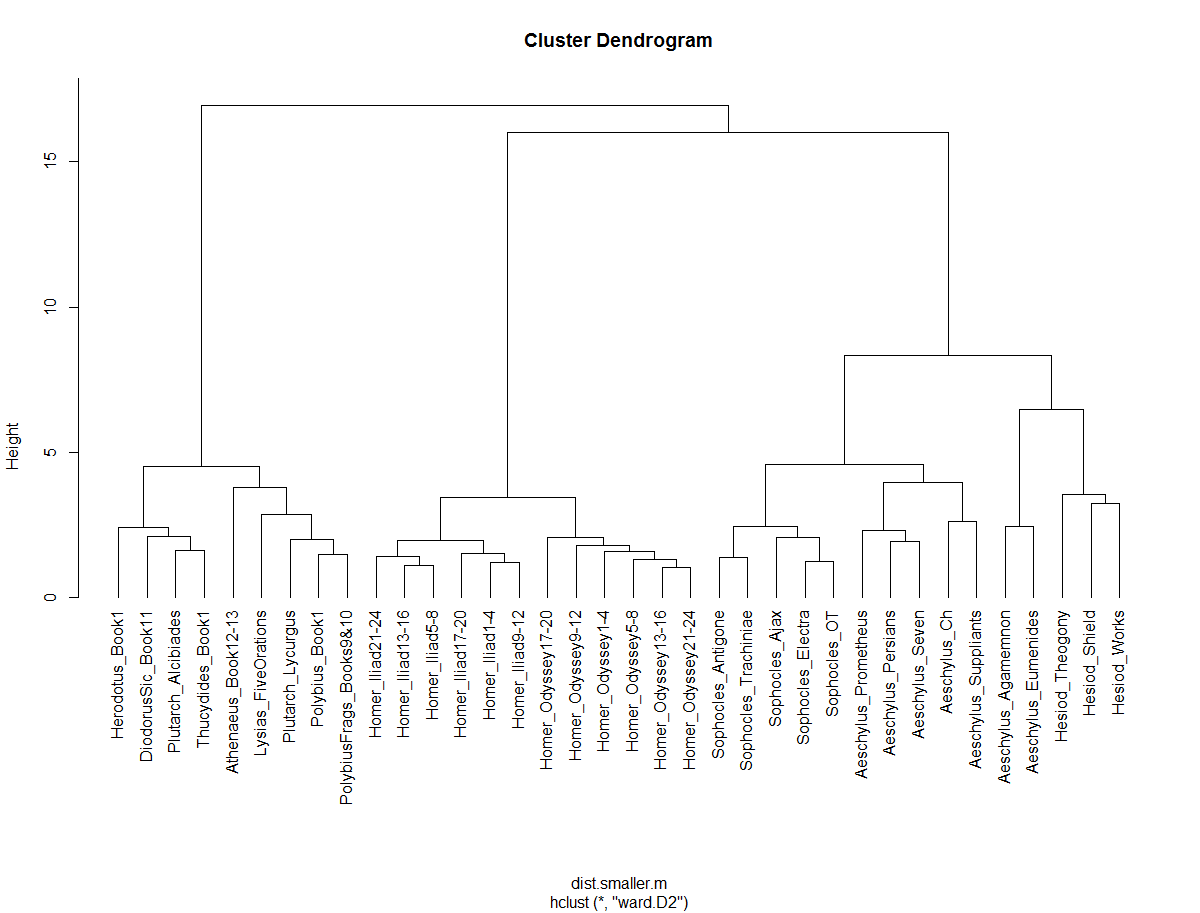 Cluster Dendrogram
Height
15
10
5
0
Herodotus_Book1
DiodorusSic_Book11
Plutarch_Alcibiades
Thucydides_Book1
Athenaeus_Book12-13
Lysias_FiveOrations
Plutarch_Lycurgus
Polybius_Book1
PolybiusFrags_Books9&10
Homer_Iliad21-24
Homer_Iliad13-16
Homer_Iliad5-8
Homer_Iliad17-20
Homer_Iliad1-4
Homer_Iliad9-12
Homer_Odyssey17-20
Homer_Odyssey9-12
Homer_Odyssey1-4
Homer_Odyssey5-8
Homer_Odyssey13-16
Homer_Odyssey21-24
Sophocles_Antigone
Sophocles_Trachiniae
Sophocles_Ajax
Sophocles_Electra
Sophocles_OT
Aeschylus_Prometheus
Aeschylus_Persians
Aeschylus_Seven
Aeschylus_Ch
Aeschylus_Suppliants
Aeschylus_Agamemnon
Aeschylus_Eumenides
Hesiod_Theogony
Hesiod_Shield
Hesiod_Works
dist.smaller.m
hclust (*, "ward.D2")